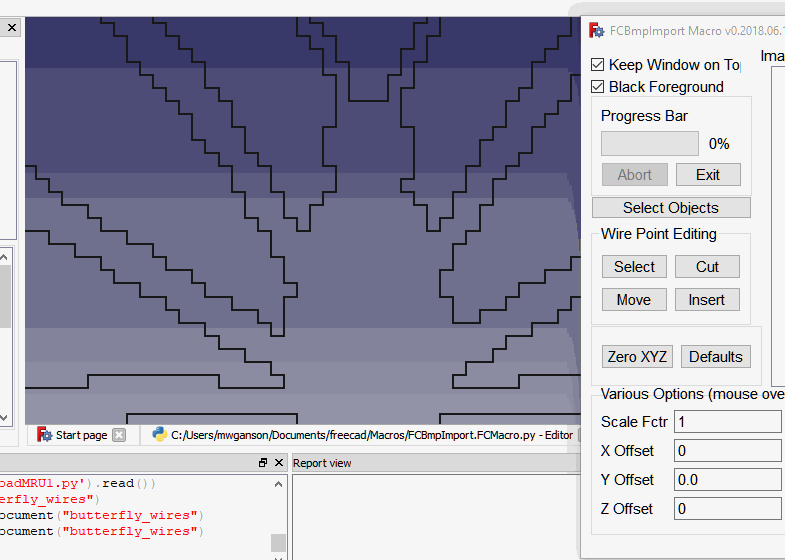 FCBmpImport Macro v0.2018.06.1
Keep Window on Top
Ima
Black Foreground
Progress Bar
0%
Abort
Exit
Select Objects
Wire Point Editing
Select
Cut
Move
Insert
Zero XYZ
Defaults
Various Options (mouse ove
Scale Fctr
1
X Offset
0
Y Offset
0.0
Z Offset
0
Start page
C:/Users/mwganson/Documents/freecad/Macros/FCBmpImport.FCMacro.py - Editor
Report view
oadMRU1.py').read())
erfly_wires")
ocument("butterfly_wires")
ocument("butterfly_wires")